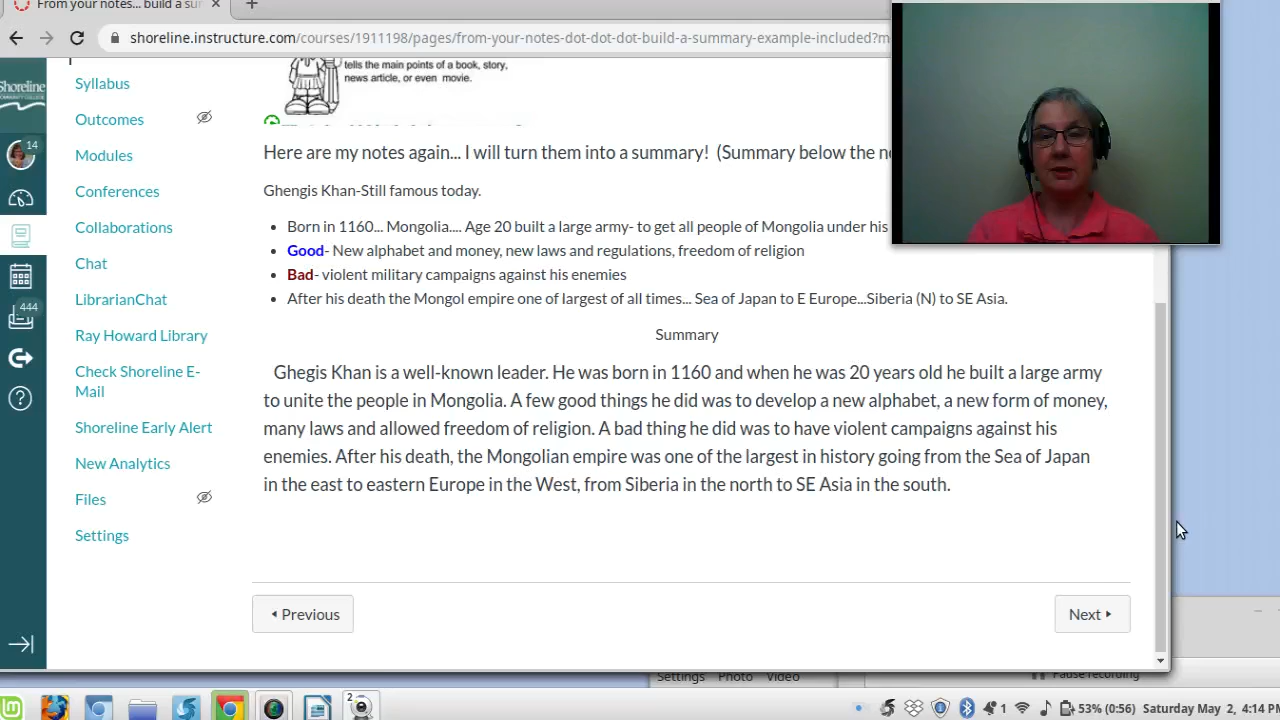 From your notes... build a su
shoreline.instructure.com/courses/1911198/pages/from-your-notes-dot-dot-dot-build-a-summary-example-included?m
Shoreline
COMMUNITY COLLEGE
14
444
Syllabus
Outcomes
Modules
Conferences
Collaborations
Chat
LibrarianChat
Ray Howard Library
Check Shoreline E-
Mail
Shoreline Early Alert
New Analytics
Files
Settings
tells the main points of a book, story,
news article, or even movie.
Here are my notes again... I will turn them into a summary! (Summary below the
Ghengis Khan-Still famous today.
Born in 1160... Mongolia.... Age 20 built a large army- to get all people of Mongolia under his
Good- New alphabet and money, new laws and regulations, freedom of religion
Bad- violent military campaigns against his enemies
After his death the Mongol empire one of largest of all times... Sea of Japan to E Europe...Siberia (N) to SE Asia.
Summary
Ghegis Khan is a well-known leader. He was born in 1160 and when he was 20 years old he built a large army
to unite the people in Mongolia. A few good things he did was to develop a new alphabet, a new form of money,
many laws and allowed freedom of religion. A bad thing he did was to have violent campaigns against his
enemies. After his death, the Mongolian empire was one of the largest in history going from the Sea of Japan
in the east to eastern Europe in the West, from Siberia in the north to SE Asia in the south.
Previous
Next
Settings Photo Video
Pause recording
2
1
53% (0:56) Saturday May 2, 4:14 PM